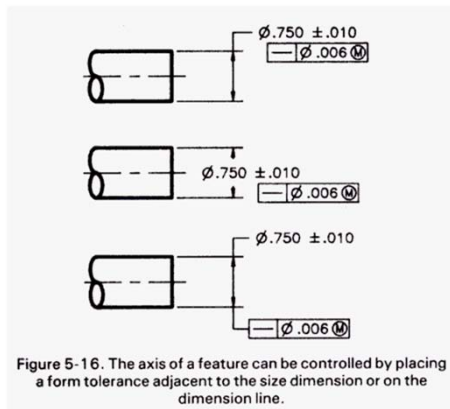 Ø.750 ±.010
— Ø.006 Ⓜ
Ø.750 ±.010
— Ø.006 Ⓜ
Ø.750 ±.010
— Ø.006 Ⓜ
Figure 5-16. The axis of a feature can be controlled by placing
a form tolerance adjacent to the size dimension or on the
dimension line.